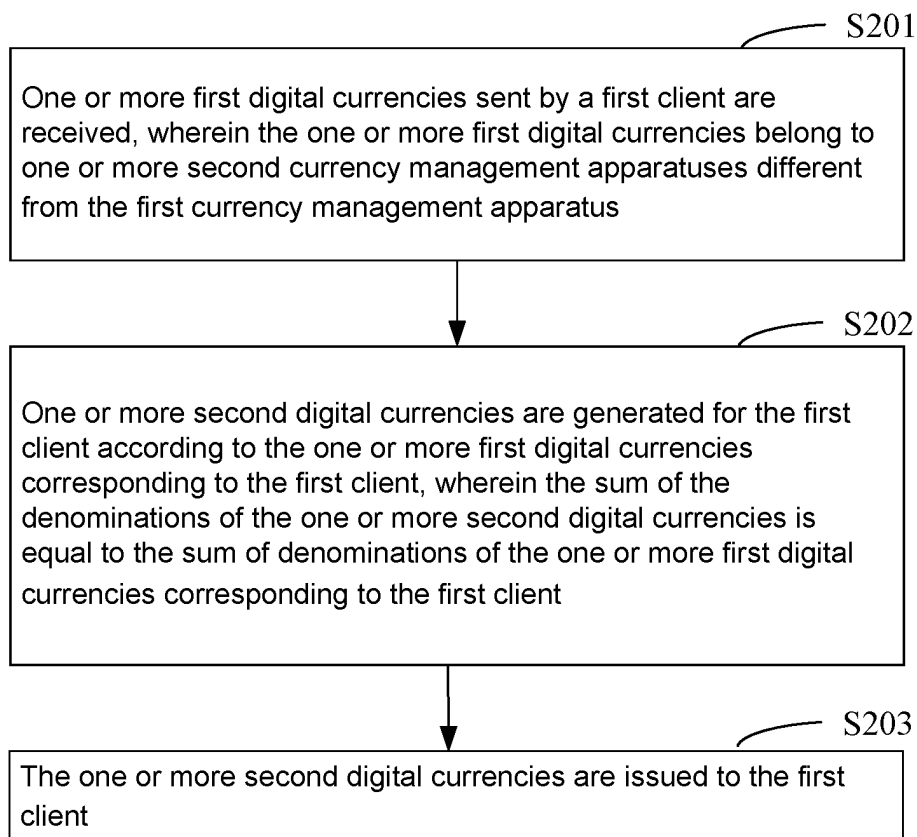 S201
One or more first digital currencies sent by a first client are
received, wherein the one or more first digital currencies belong to
one or more second currency management apparatuses different
from the first currency management apparatus
S202
One or more second digital currencies are generated for the first
client according to the one or more first digital currencies
corresponding to the first client, wherein the sum of the
denominations of the one or more second digital currencies is
equal to the sum of denominations of the one or more first digital
currencies corresponding to the first client
S203
The one or more second digital currencies are issued to the first
client